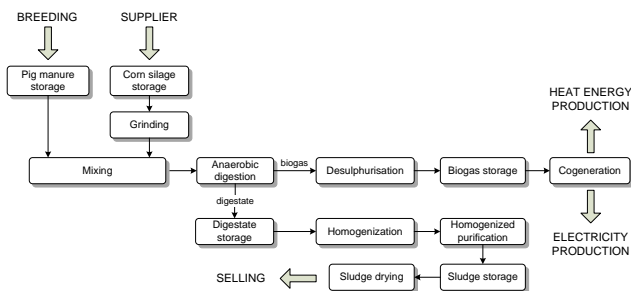 BREEDING
SUPPLIER
Pig manure
storage
Corn silage
storage
HEAT ENERGY
PRODUCTION
Grinding
Mixing
Anaerobic
digestion
biogas
Desulphurisation
Biogas storage
Cogeneration
digestate
Digestate
storage
Homogenization
Homogenized
purification
ELECTRICITY
PRODUCTION
SELLING
Sludge drying
Sludge storage